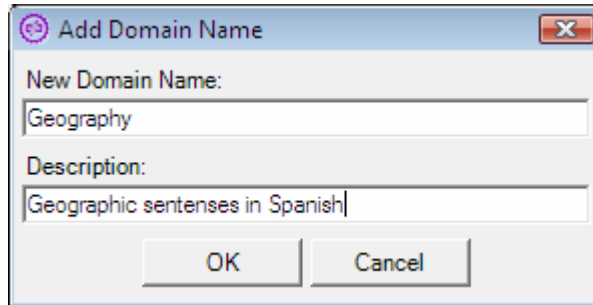 Add Domain Name
New Domain Name:
Geography
Description:
Geographic sentenses in Spanish
OK Cancel